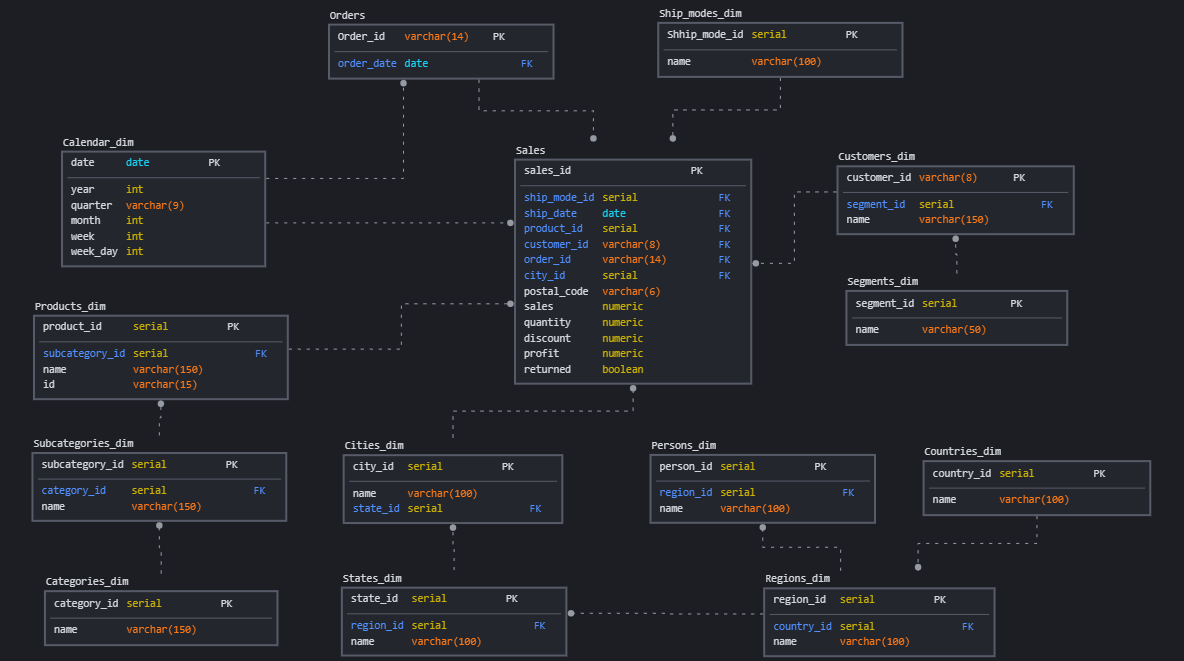 Orders
Order_id varchar(14) PK
order_date date FK
Ship_modes_dim
Shhip_mode_id serial PK
name varchar(100)
Calendar_dim
date date PK
year int
quarter varchar(9)
month int
week int
week_day int
Sales
sales_id PK
ship_mode_id serial FK
ship_date date FK
product_id serial FK
customer_id varchar(8) FK
order_id varchar(14) FK
city_id serial FK
postal_code varchar(6)
sales numeric
quantity numeric
discount numeric
profit numeric
returned boolean
Customers_dim
customer_id varchar(8) PK
segment_id serial FK
name varchar(150)
Segments_dim
segment_id serial PK
name varchar(50)
Products_dim
product_id serial PK
subcategory_id serial FK
name varchar(150)
id varchar(15)
Subcategories_dim
subcategory_id serial PK
category_id serial FK
name varchar(150)
Cities_dim
city_id serial PK
name varchar(100)
state_id serial FK
Persons_dim
person_id serial PK
region_id serial FK
name varchar(100)
Countries_dim
country_id serial PK
name varchar(100)
Categories_dim
category_id serial PK
name varchar(150)
States_dim
state_id serial PK
region_id serial FK
name varchar(100)
Regions_dim
region_id serial PK
country_id serial FK
name varchar(100)